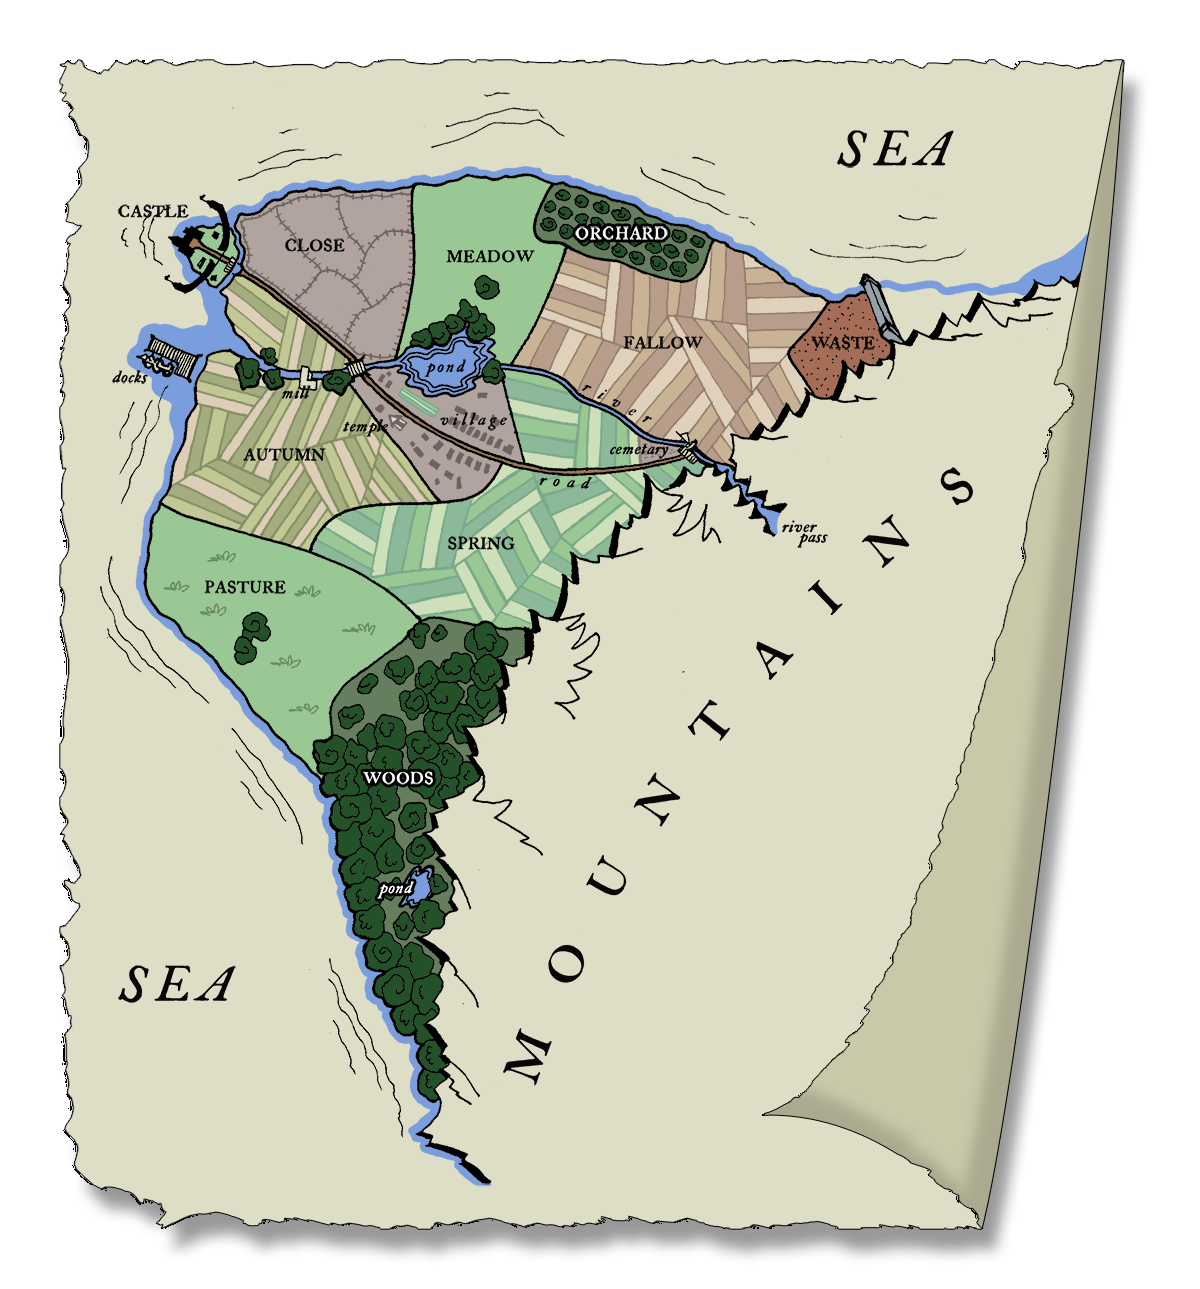 SEA
CASTLE
CLOSE
MEADOW
ORCHARD
FALLOW
WASTE
pond
docks
mill
river
temple
village
AUTUMN
cemetary
road
river
pass
SPRING
PASTURE
MOUNTAINS
WOODS
pond
SEA